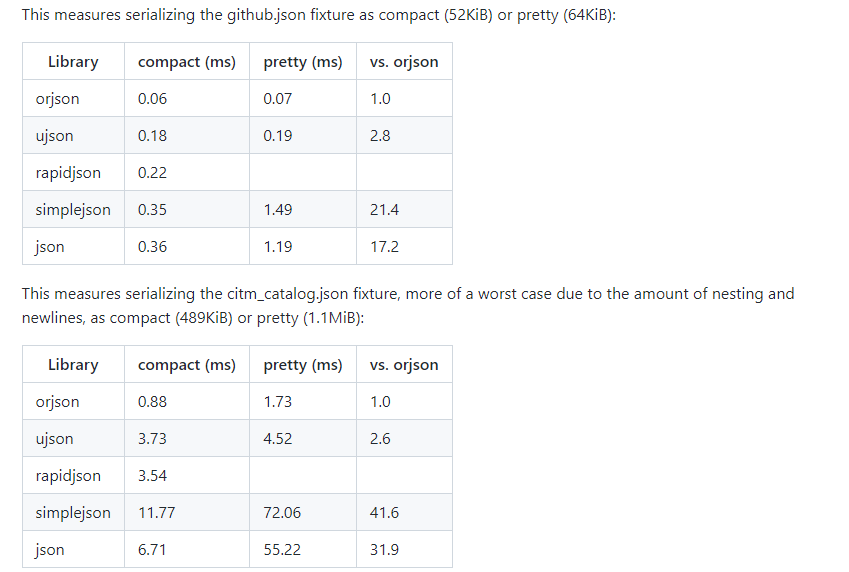 This measures serializing the github.json fixture as compact (52KiB) or pretty (64KiB):
Library compact (ms) pretty (ms) vs. orjson
orjson 0.06 0.07 1.0
ujson 0.18 0.19 2.8
rapidjson 0.22
simplejson 0.35 1.49 21.4
json 0.36 1.19 17.2
This measures serializing the citm_catalog.json fixture, more of a worst case due to the amount of nesting and
newlines, as compact (489KiB) or pretty (1.1MiB):
Library compact (ms) pretty (ms) vs. orjson
orjson 0.88 1.73 1.0
ujson 3.73 4.52 2.6
rapidjson 3.54
simplejson 11.77 72.06 41.6
json 6.71 55.22 31.9